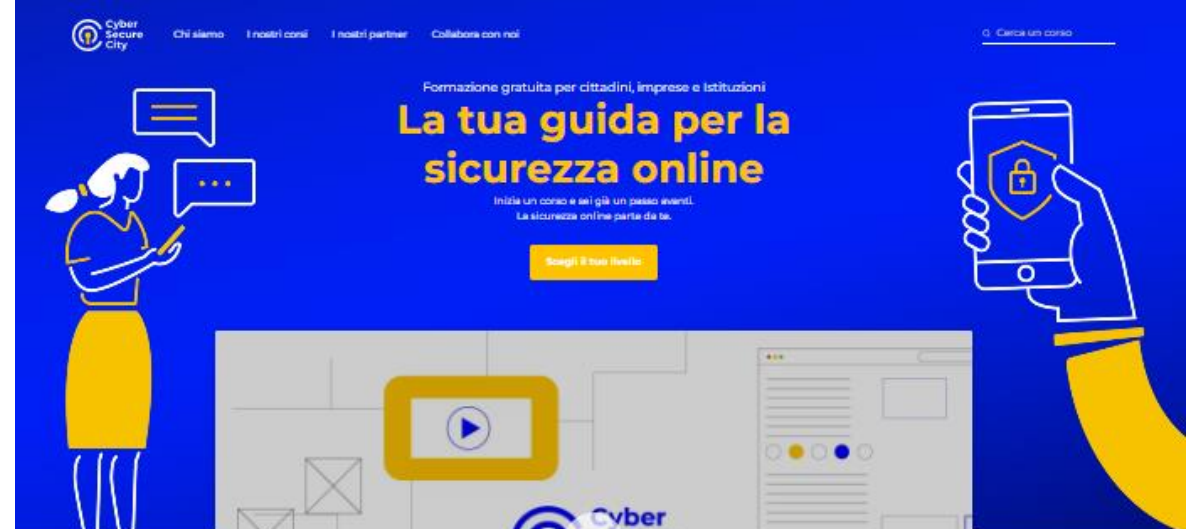 Cyber
Secure
City
Chi siamo
I nostri corsi
I nostri partner
Collabora con noi
Cerca un corso
Formazione gratuita per cittadini, imprese e Istituzioni
La tua guida per la
sicurezza online
Inizia un corso e sei già un passo avanti.
La sicurezza online parte da te.
Scegli il tuo livello
Cyber